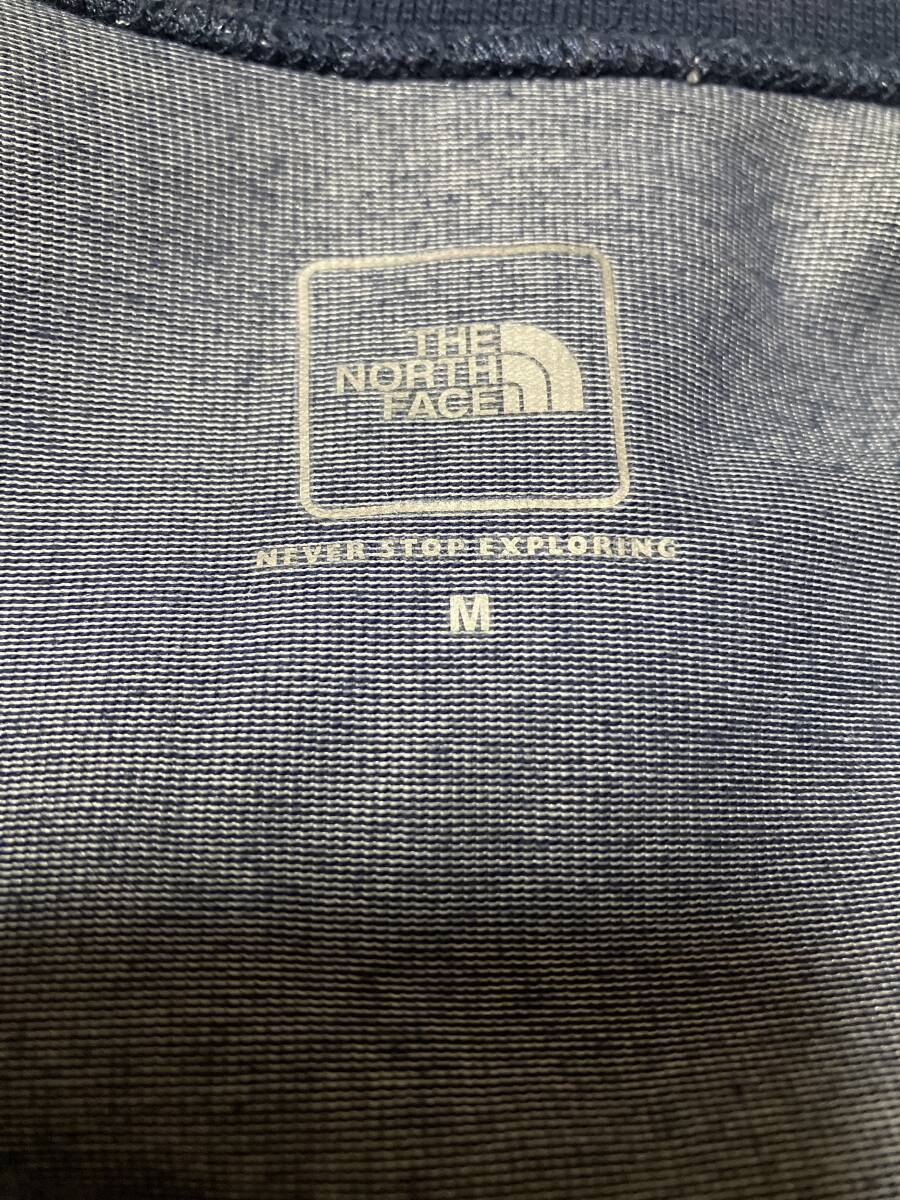 THE
NORTH
FACE
NEVER STOP EXPLORING
M